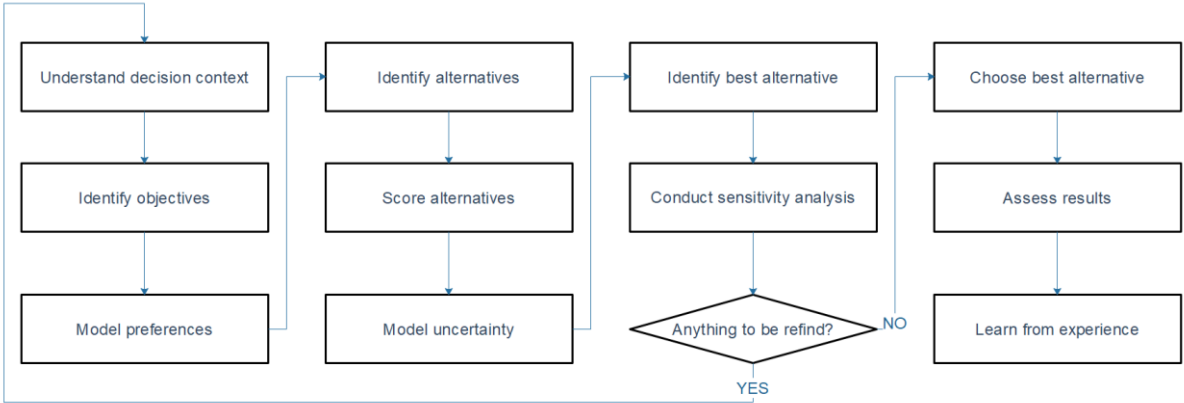 Understand decision context
Identify objectives
Model preferences
Identify alternatives
Score alternatives
Model uncertainty
Identify best alternative
Conduct sensitivity analysis
Anything to be refind?
YES
NO
Choose best alternative
Assess results
Learn from experience